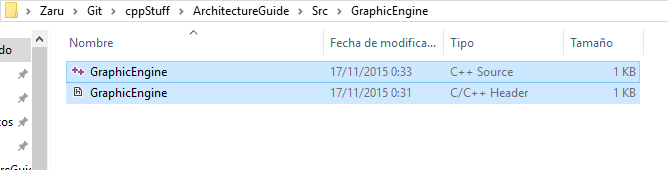 Zaru > Git > cppStuff > ArchitectureGuide > Src > GraphicEngine
Nombre Fecha de modifica... Tipo Tamaño
GraphicEngine 17/11/2015 0:33 C++ Source 1 KB
GraphicEngine 17/11/2015 0:31 C/C++ Header 1 KB
do
tos
reGuid